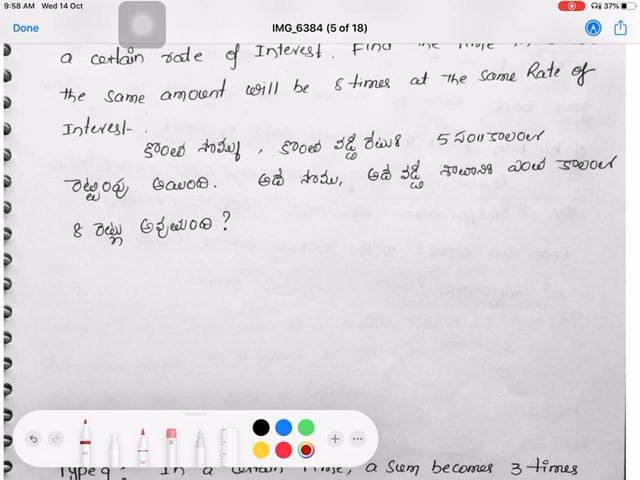 9:58 AM Wed 14 Oct
37%
Done
IMG_6384 (5 of 18)
a certain rate of Interest. Find the Time
the same amount will be 8 times at the same Rate of
Interest-.
కొంత సొమ్ము, కొంత వడ్డీ రేటుకి 5 సం॥కాలంలో
రెట్టింపు అయింది. అదే సొమ్ము, అదే వడ్డీ ఎంత కాలంలో
8 రెట్లు అవుతుంది?
Type 9: In a certain Time, a sum becomes 3 times